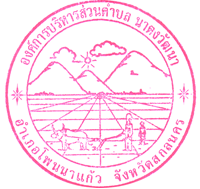 องค์การบริหารส่วนตำบล นาตงวัฒนา
อำเภอโพนนาแก้ว จังหวัดสกลนคร